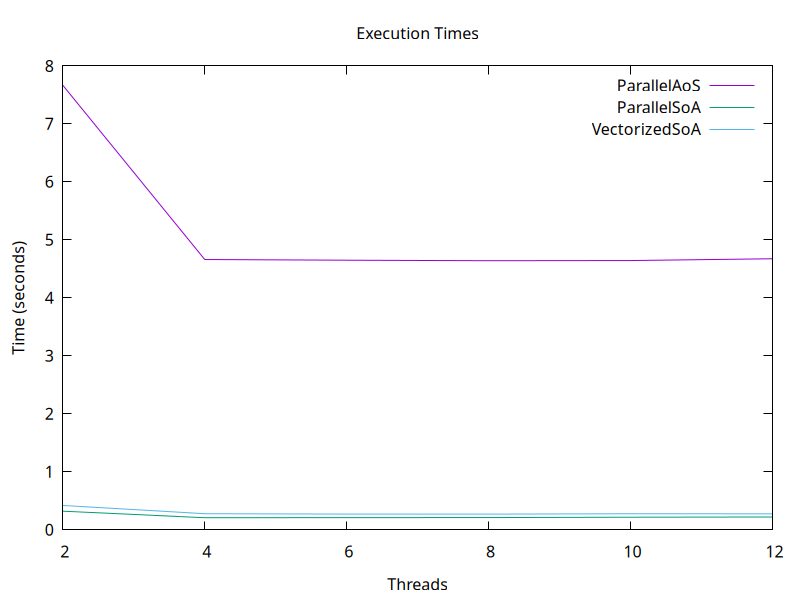 Execution Times
ParallelAoS
ParallelSoA
VectorizedSoA
Time (seconds)
8
7
6
5
4
3
2
1
0
2 4 6 8 10 12
Threads